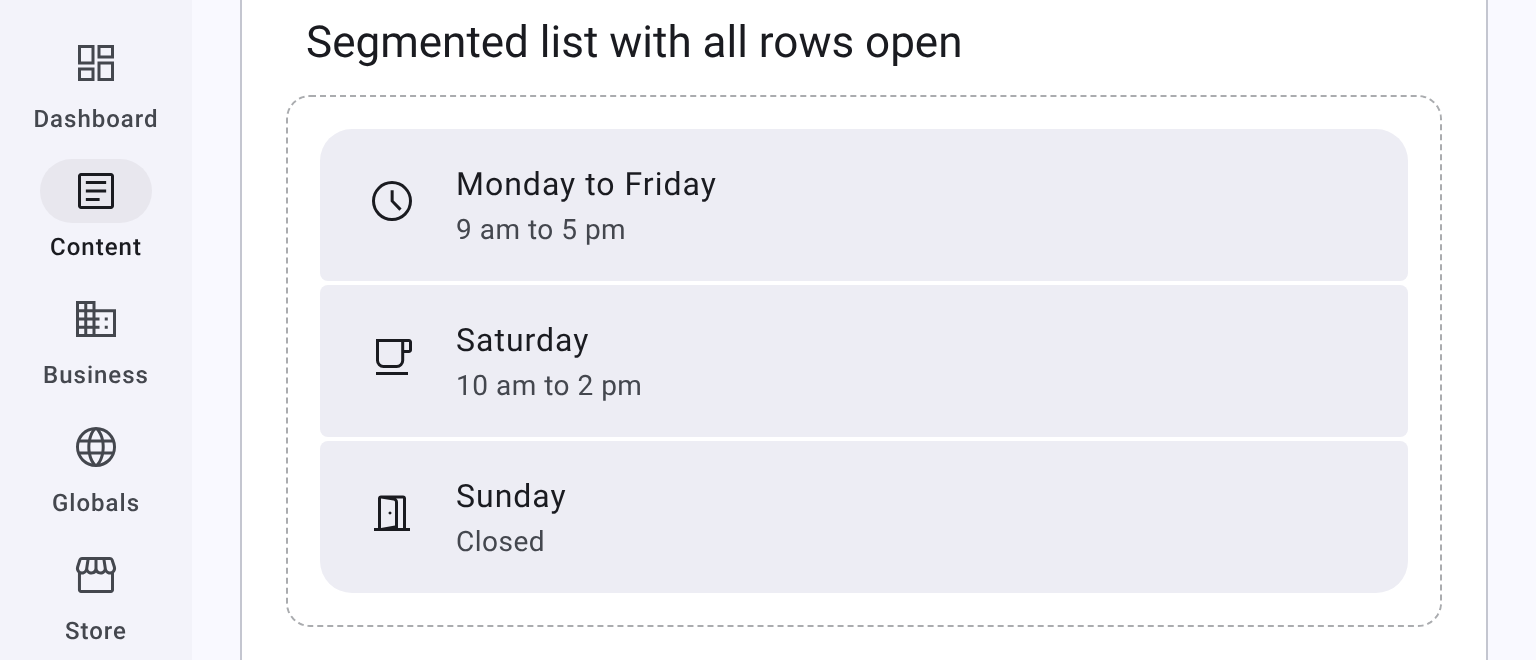 Dashboard
Content
Business
Globals
Store
Segmented list with all rows open
Monday to Friday
9 am to 5 pm
Saturday
10 am to 2 pm
Sunday
Closed